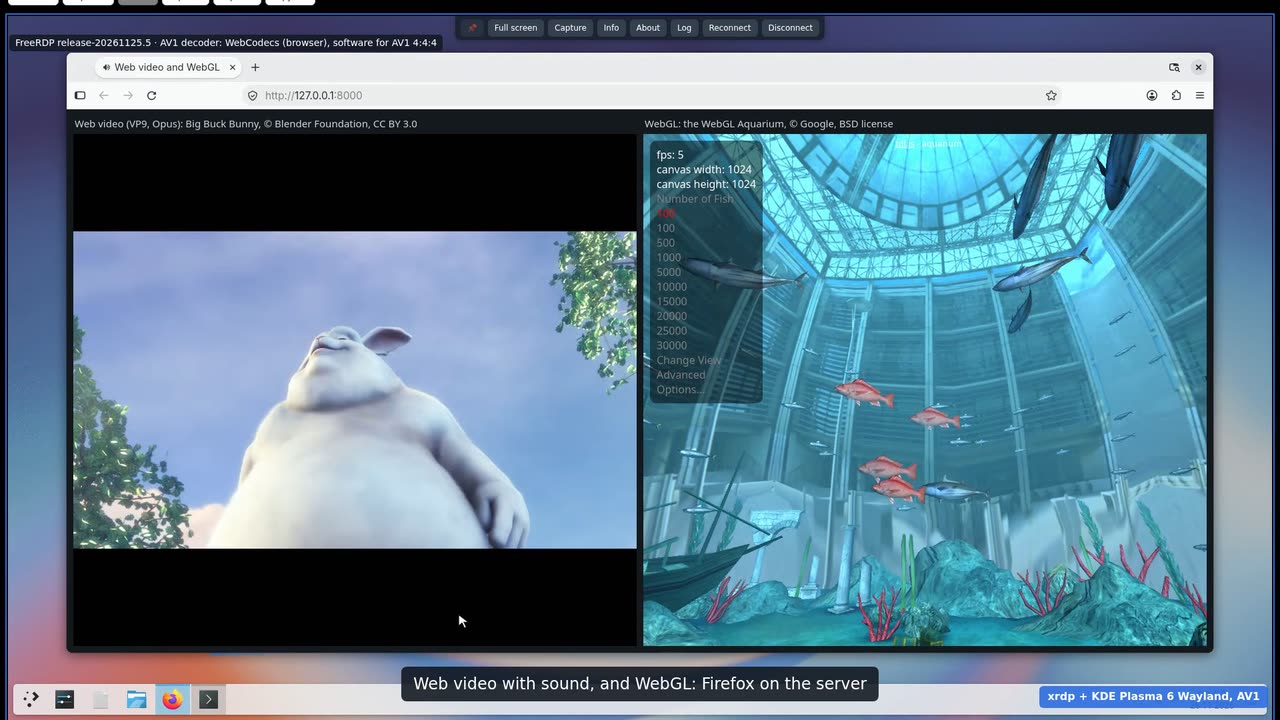 Full screen
Capture
Info
About
Log
Reconnect
Disconnect
FreeRDP release-20261125.5 · AV1 decoder: WebCodecs (browser), software for AV1 4:4:4
Web video and WebGL
http://127.0.0.1:8000
Web video (VP9, Opus): Big Buck Bunny, © Blender Foundation, CC BY 3.0
WebGL: the WebGL Aquarium, © Google, BSD license
aquarium
fps: 5
canvas width: 1024
canvas height: 1024
Number of Fish
100
500
1000
5000
10000
15000
20000
25000
30000
Change View
Advanced
Options...
Web video with sound, and WebGL: Firefox on the server
xrdp + KDE Plasma 6 Wayland, AV1